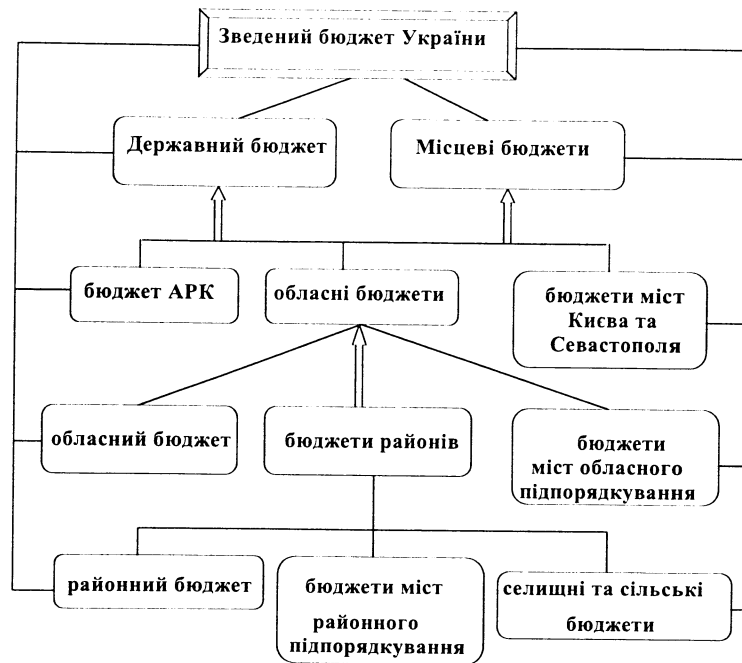 Зведений бюджет України
Державний бюджет
Місцеві бюджети
бюджет АРК
обласні бюджети
бюджети міст
Києва та
Севастополя
обласний бюджет
бюджети районів
бюджети
міст обласного
підпорядкування
районний бюджет
бюджети міст
районного
підпорядкування
селищні та сільські
бюджети